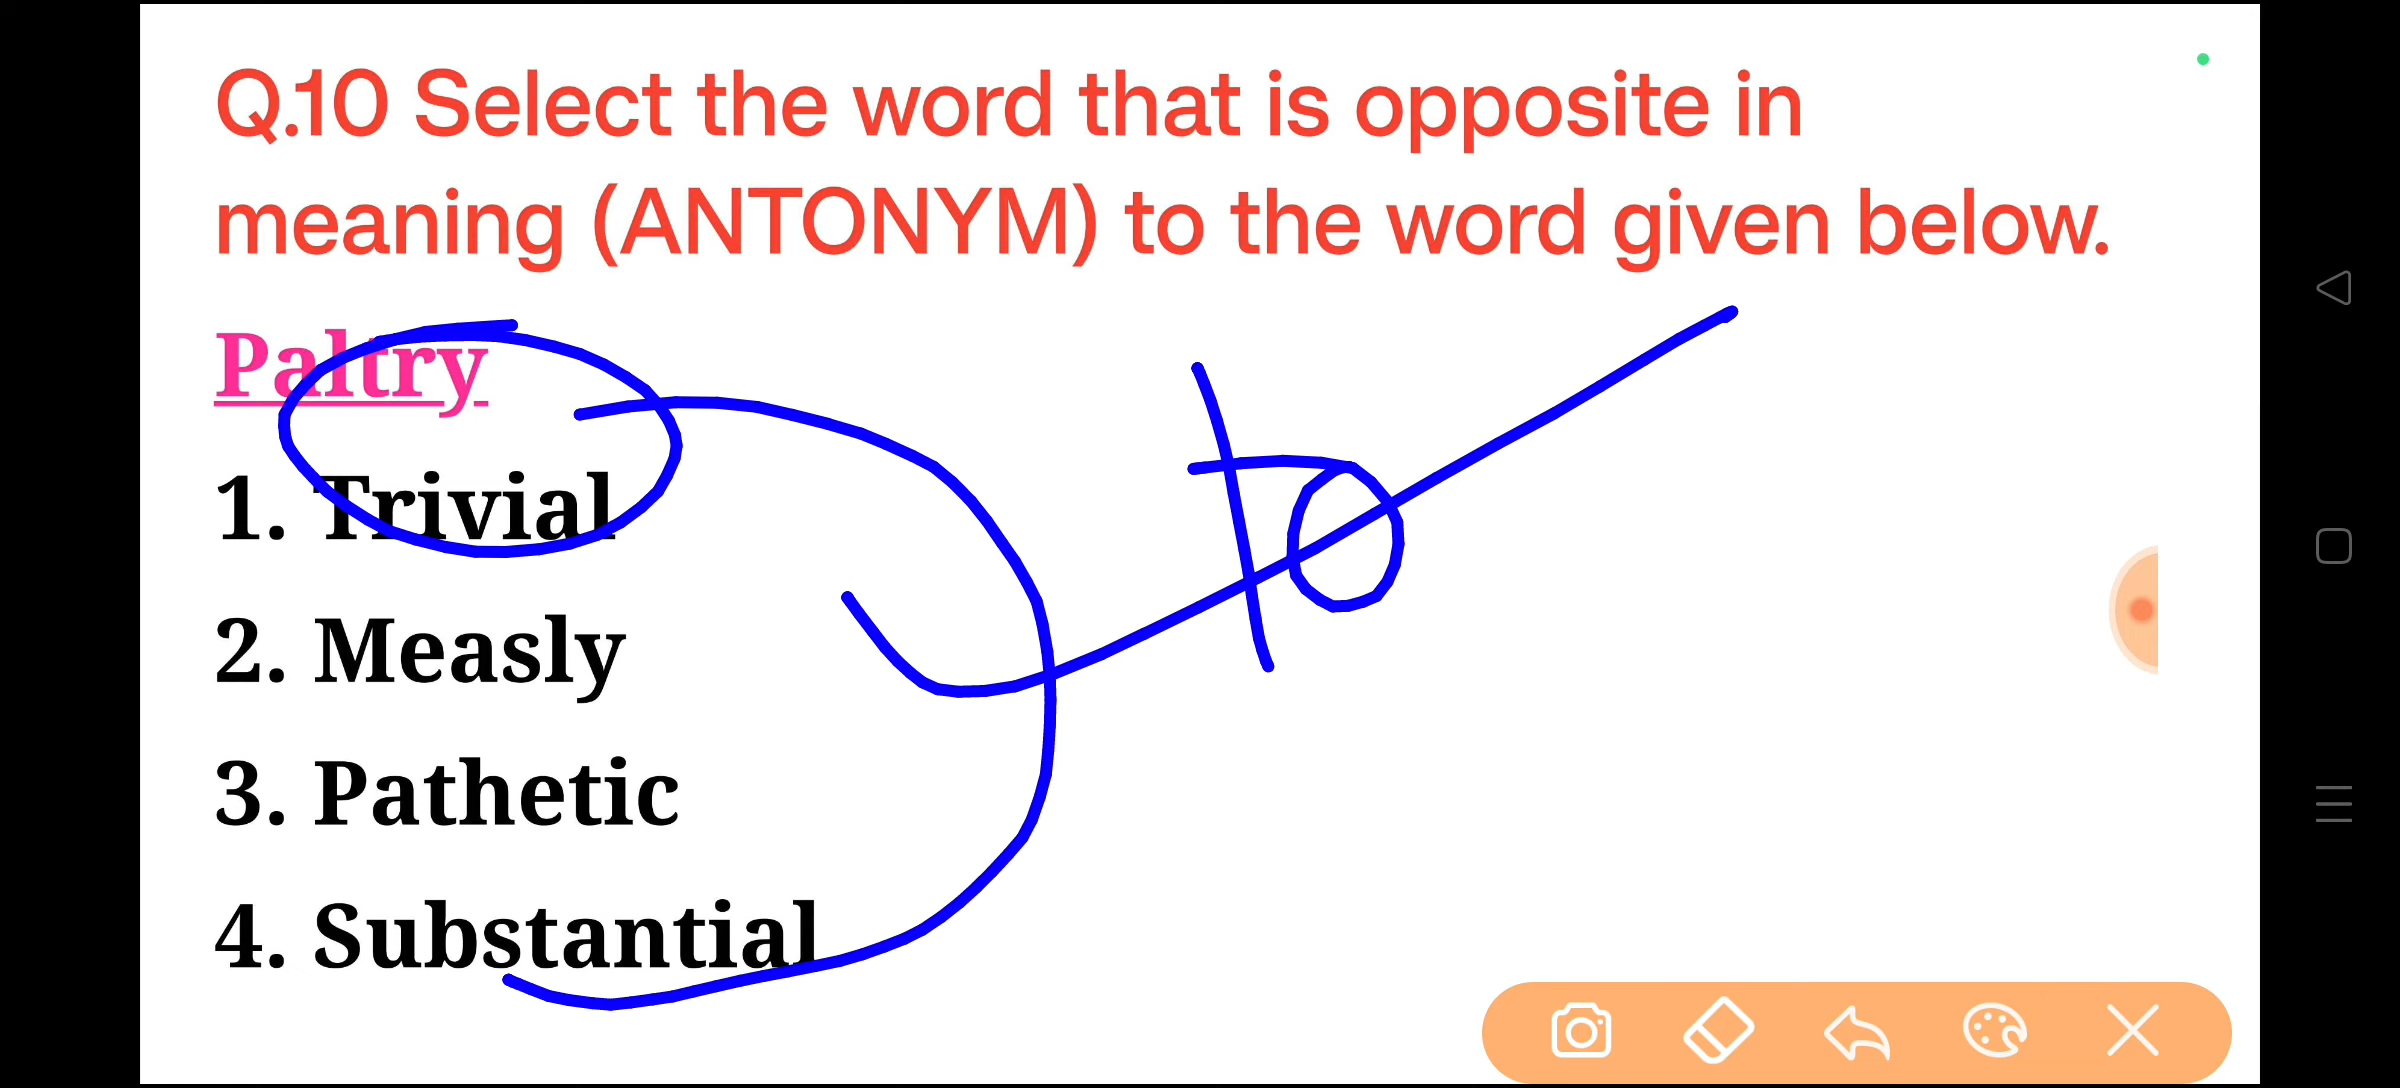 Q.10 Select the word that is opposite in
meaning (ANTONYM) to the word given below.
Paltry
1. Trivial
2. Measly
3. Pathetic
4. Substantial